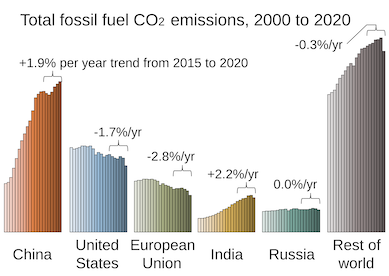 Total fossil fuel CO₂ emissions, 2000 to 2020
-0.3%/yr
+1.9% per year trend from 2015 to 2020
-1.7%/yr
-2.8%/yr
+2.2%/yr
0.0%/yr
China
United
States
European
Union
India
Russia
Rest of
world